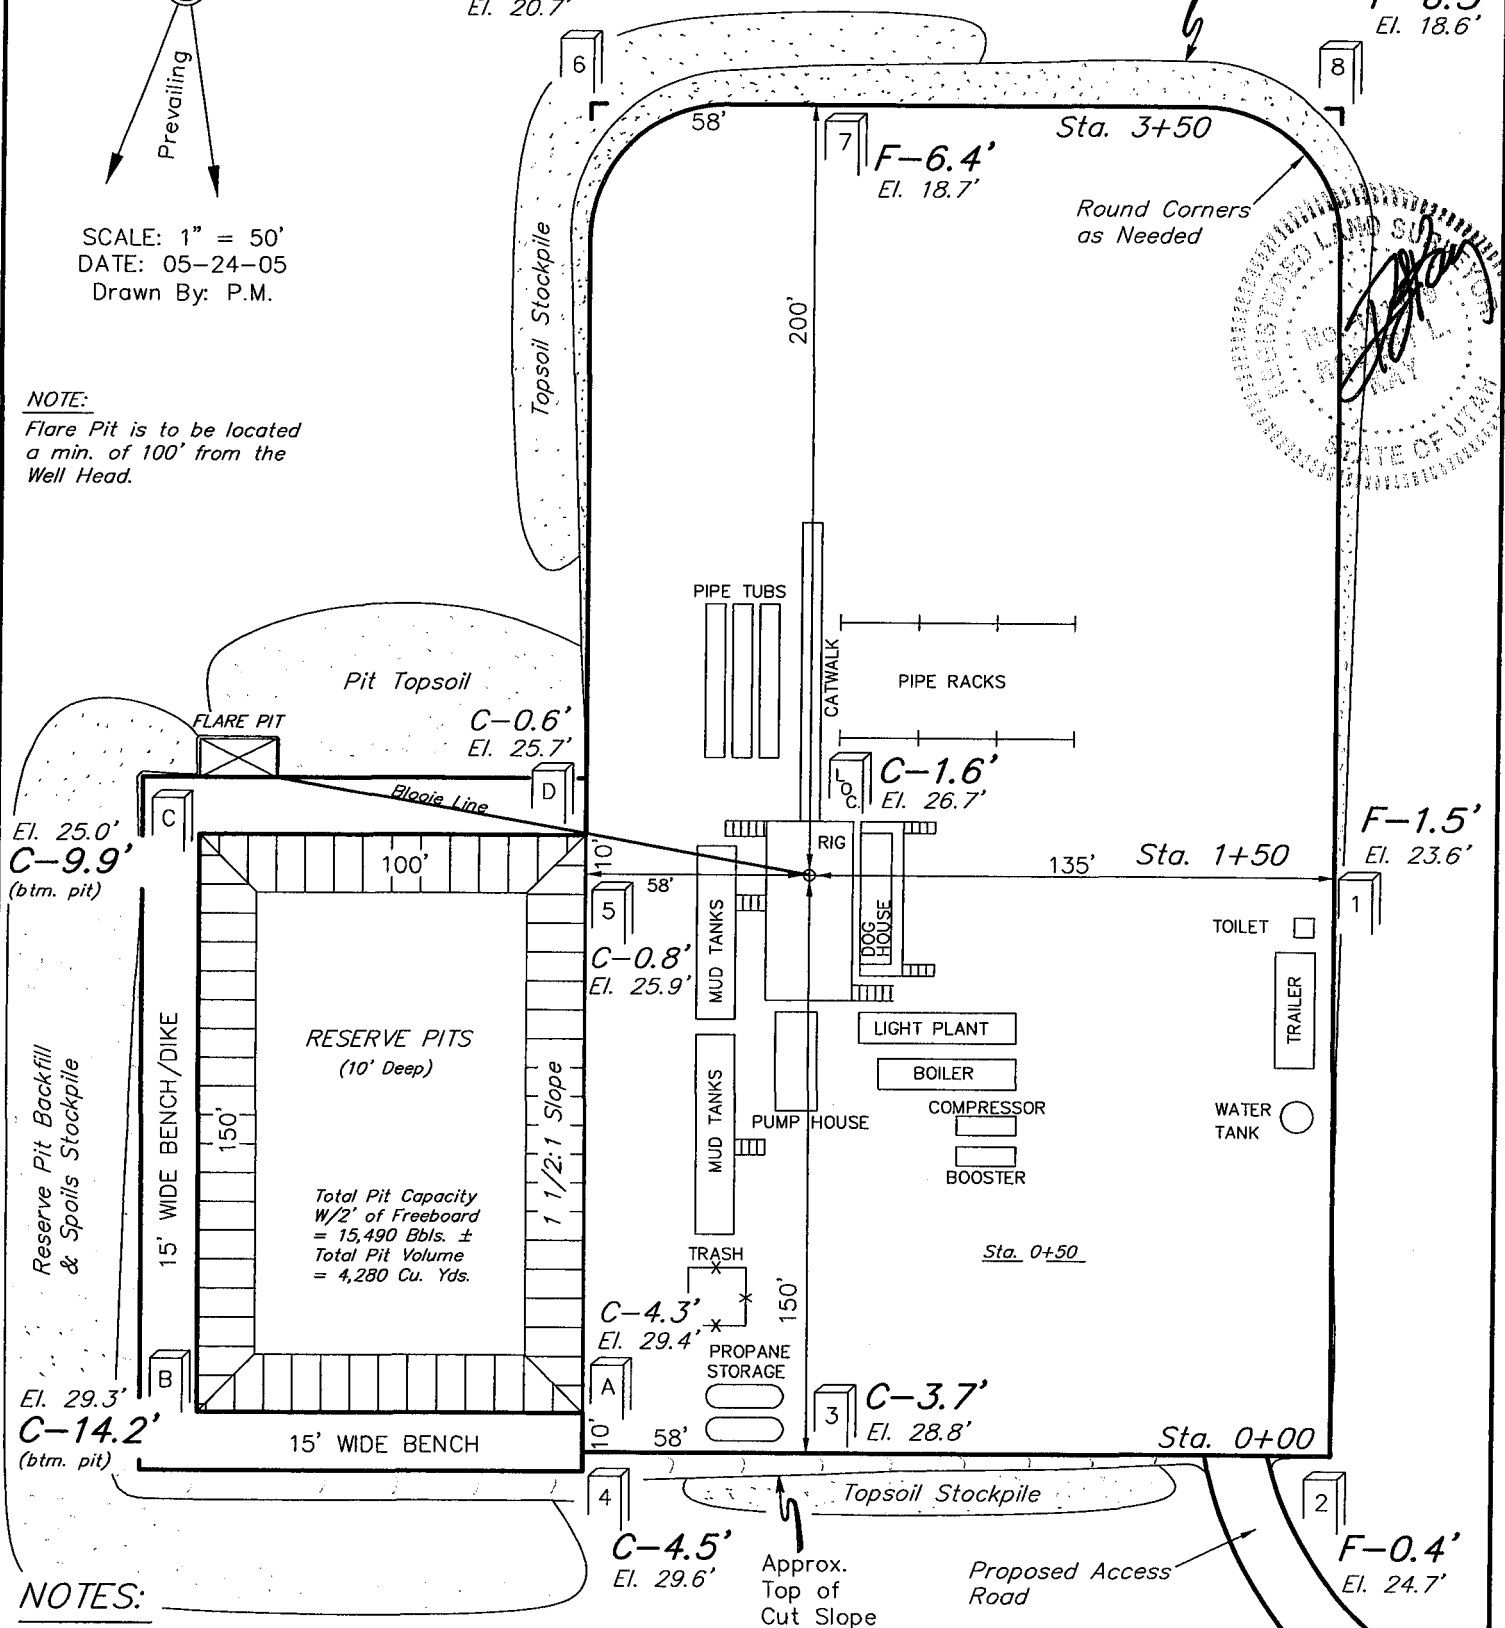 El. 20.7'
El. 18.6'
Prevailing
6
8
58'
7
Sta. 3+50
F-6.4'
El. 18.7'
Round Corners
as Needed
SCALE: 1" = 50'
DATE: 05-24-05
Drawn By: P.M.
Topsoil Stockpile
200'
REGISTERED LAND SURVEYOR
KAY
STATE OF UTAH
NOTE:
Flare Pit is to be located
a min. of 100' from the
Well Head.
PIPE TUBS
CATWALK
PIPE RACKS
Pit Topsoil
FLARE PIT
C-0.6'
El. 25.7'
D
Blooie Line
C
LOC.
C-1.6'
El. 26.7'
El. 25.0'
C-9.9'
(btm. pit)
100'
10'
RIG
58'
135'
Sta. 1+50
F-1.5'
El. 23.6'
1
5
C-0.8'
El. 25.9'
MUD TANKS
DOG
HOUSE
TOILET
TRAILER
LIGHT PLANT
BOILER
COMPRESSOR
BOOSTER
PUMP HOUSE
MUD TANKS
WATER
TANK
Reserve Pit Backfill
& Spoils Stockpile
15' WIDE BENCH/DIKE
150'
RESERVE PITS
(10' Deep)
1 1/2:1 Slope
Total Pit Capacity
W/2' of Freeboard
= 15,490 Bbls. ±
Total Pit Volume
= 4,280 Cu. Yds.
TRASH
Sta. 0+50
150'
C-4.3'
El. 29.4'
PROPANE
STORAGE
A
B
El. 29.3'
C-14.2'
(btm. pit)
15' WIDE BENCH
10'
58'
3
C-3.7'
El. 28.8'
Sta. 0+00
4
C-4.5'
El. 29.6'
Topsoil Stockpile
2
F-0.4'
El. 24.7'
Approx.
Top of
Cut Slope
Proposed Access
Road
NOTES: